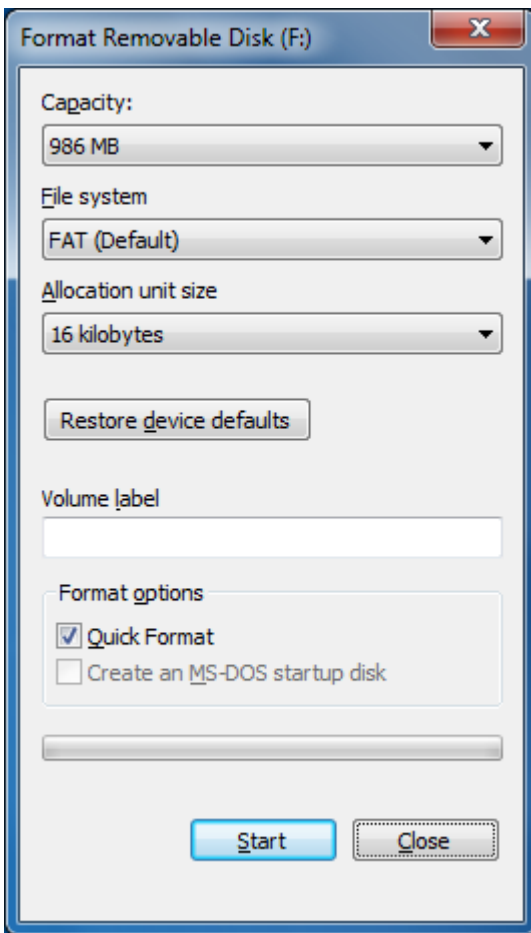 Format Removable Disk (F:)
Capacity:
986 MB
File system
FAT (Default)
Allocation unit size
16 kilobytes
Restore device defaults
Volume label
Format options
Quick Format
Create an MS-DOS startup disk
Start
Close